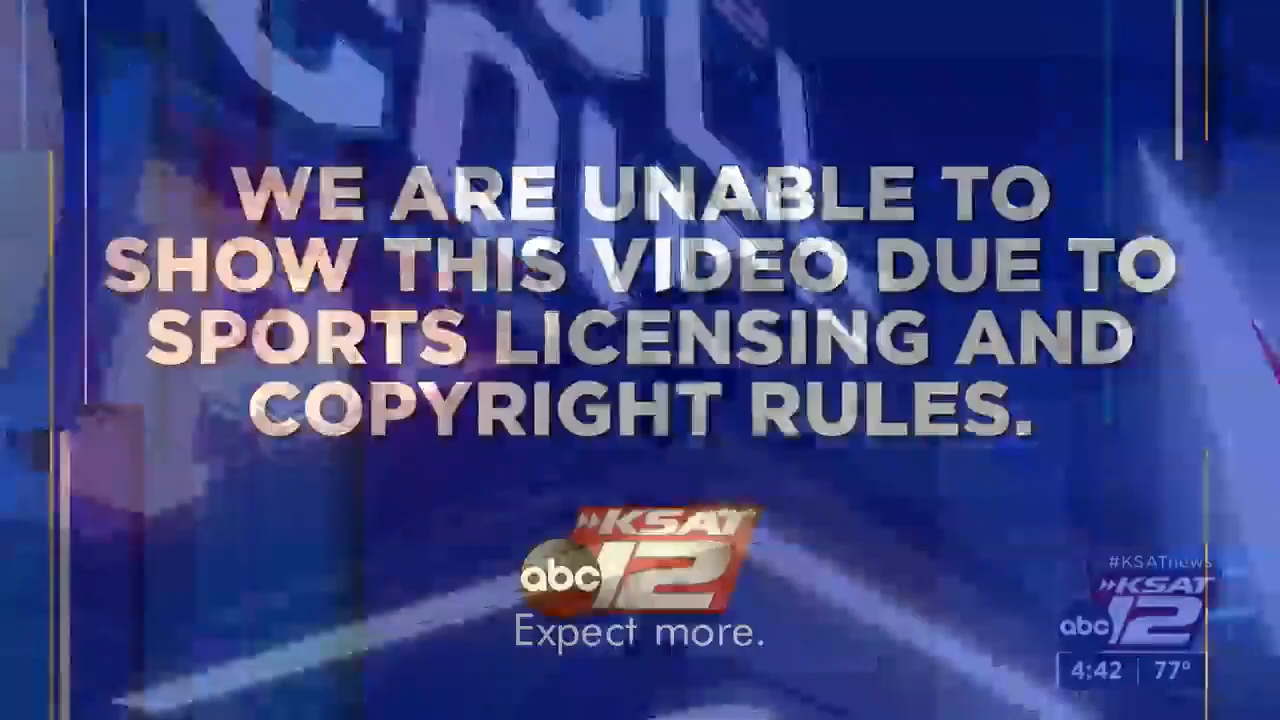 WE ARE UNABLE TO
SHOW THIS VIDEO DUE TO
SPORTS LICENSING AND
COPYRIGHT RULES.
KSAT
abc 12
Expect more.
#KSATnews
KSAT
abc 12
4:42 77°